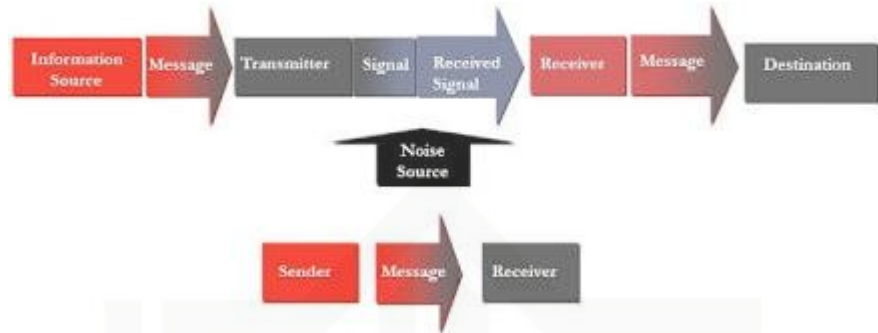 Information
Source
Message
Transmitter
Signal
Received
Signal
Receiver
Message
Destination
Noise
Source
Sender
Message
Receiver